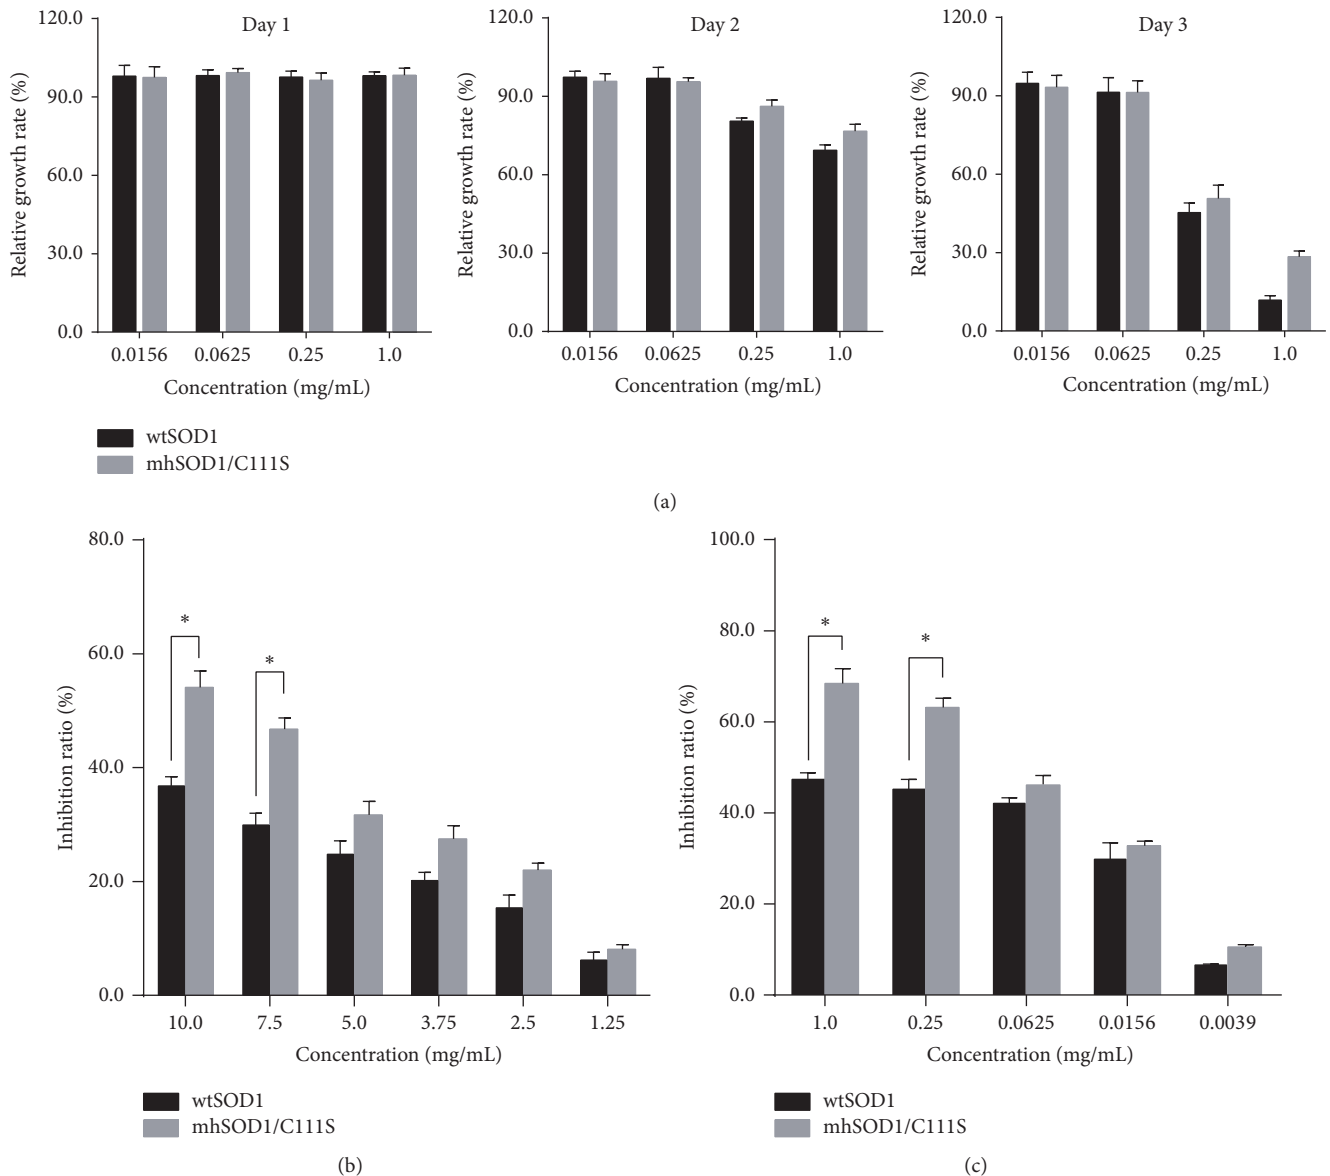 Day 1
Relative growth rate (%)
120.0
90.0
60.0
30.0
0.0
0.0156 0.0625 0.25 1.0
Concentration (mg/mL)
Day 2
Relative growth rate (%)
120.0
90.0
60.0
30.0
0.0
0.0156 0.0625 0.25 1.0
Concentration (mg/mL)
Day 3
Relative growth rate (%)
120.0
90.0
60.0
30.0
0.0
0.0156 0.0625 0.25 1.0
Concentration (mg/mL)
wtSOD1
mhSOD1/C111S
(a)
Inhibition ratio (%)
80.0
60.0
40.0
20.0
0.0
*
*
10.0 7.5 5.0 3.75 2.5 1.25
Concentration (mg/mL)
wtSOD1
mhSOD1/C111S
(b)
Inhibition ratio (%)
100.0
80.0
60.0
40.0
20.0
0.0
*
*
1.0 0.25 0.0625 0.0156 0.0039
Concentration (mg/mL)
wtSOD1
mhSOD1/C111S
(c)